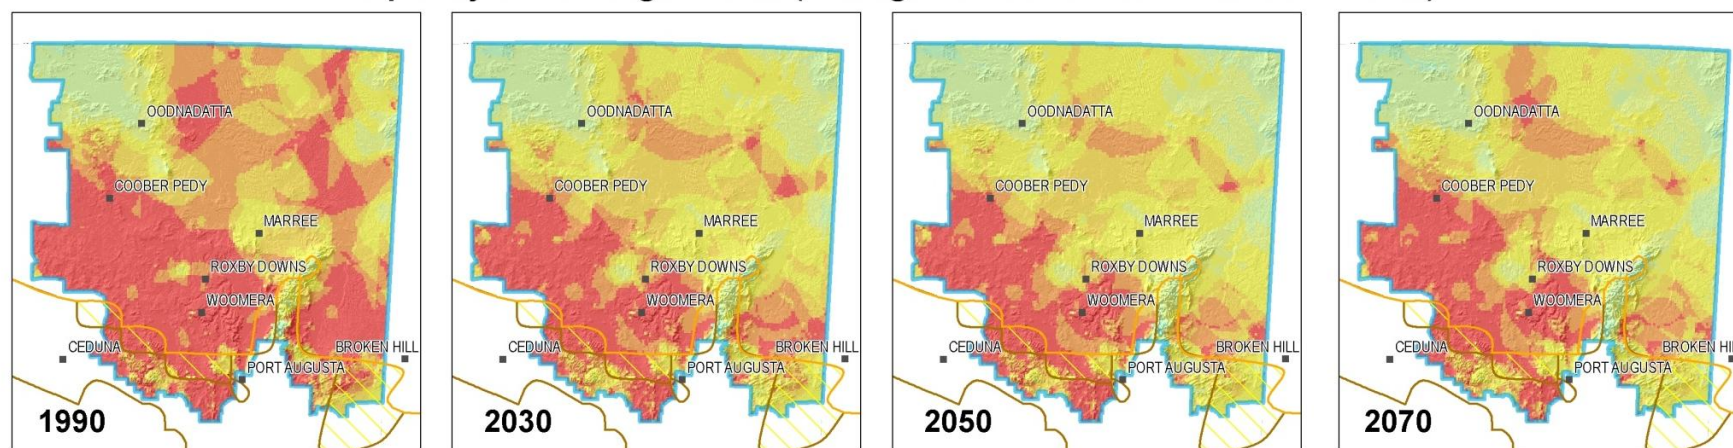 OODNADATTA
COOBER PEDY
MARREE
ROXBY DOWNS
WOOMERA
CEDUNA
BROKEN HILL
PORT AUGUSTA
1990
OODNADATTA
COOBER PEDY
MARREE
ROXBY DOWNS
WOOMERA
CEDUNA
BROKEN HILL
PORT AUGUSTA
2030
OODNADATTA
COOBER PEDY
MARREE
ROXBY DOWNS
WOOMERA
CEDUNA
BROKEN HILL
PORT AUGUSTA
2050
OODNADATTA
COOBER PEDY
MARREE
ROXBY DOWNS
WOOMERA
CEDUNA
BROKEN HI
PORT AUGUSTA
2070